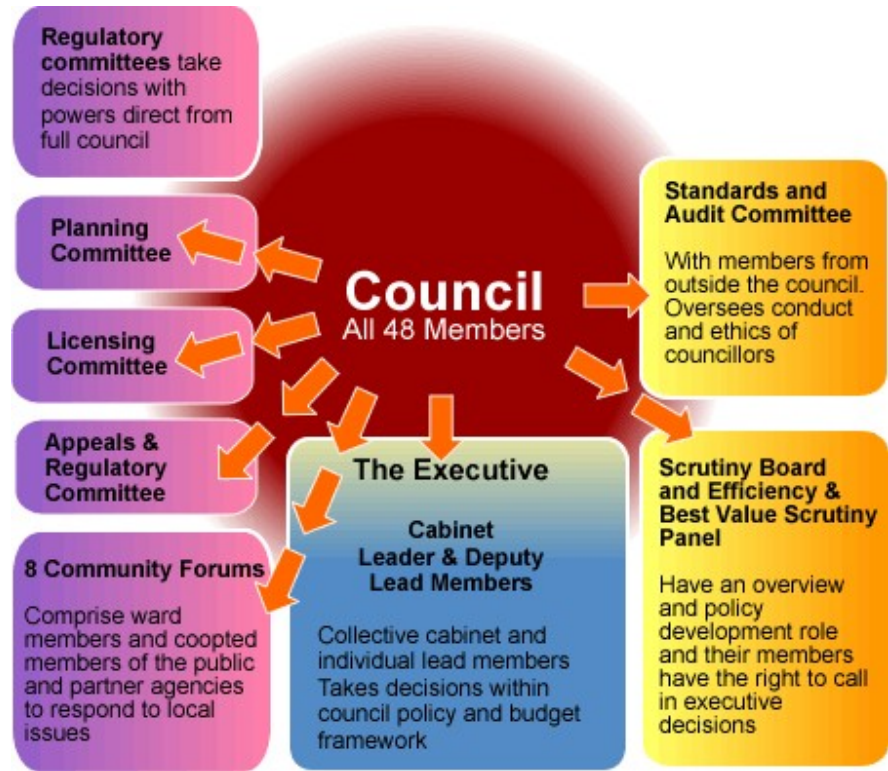 Regulatory
committees take
decisions with
powers direct from
full council
Planning
Committee
Licensing
Committee
Appeals &
Regulatory
Committee
8 Community Forums
Comprise ward
members and coopted
members of the public
and partner agencies
to respond to local
issues
Council
All 48 Members
The Executive
Cabinet
Leader & Deputy
Lead Members
Collective cabinet and
individual lead members
Takes decisions within
council policy and budget
framework
Standards and
Audit Committee
With members from
outside the council.
Oversees conduct
and ethics of
councillors
Scrutiny Board
and Efficiency &
Best Value Scrutiny
Panel
Have an overview
and policy
development role
and their members
have the right to call
in executive
decisions